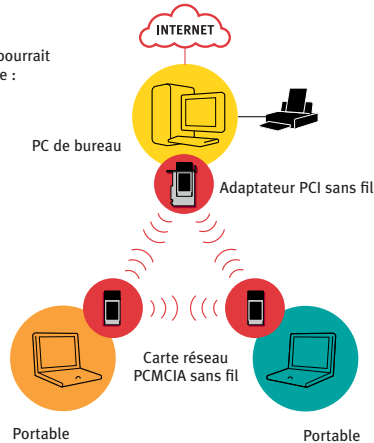 INTERNET
pourrait
e :
PC de bureau
Adaptateur PCI sans fil
Carte réseau
PCMCIA sans fil
Portable
Portable